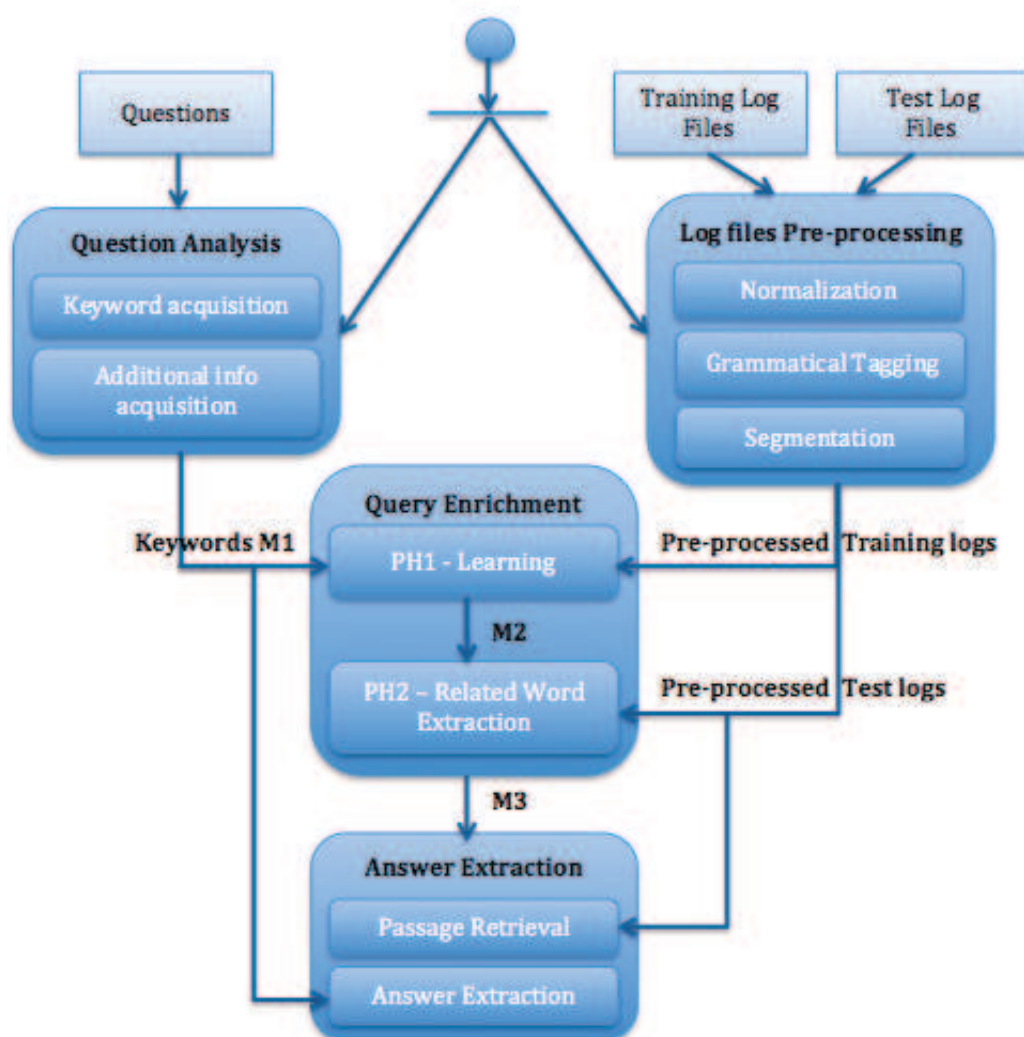 Questions
Training Log
Files
Test Log
Files
Question Analysis
Keyword acquisition
Additional info
acquisition
Log files Pre-processing
Normalization
Grammatical Tagging
Segmentation
Query Enrichment
Keywords M1
PH1 - Learning
Pre-processed Training logs
M2
PH2 – Related Word
Extraction
Pre-processed Test logs
M3
Answer Extraction
Passage Retrieval
Answer Extraction